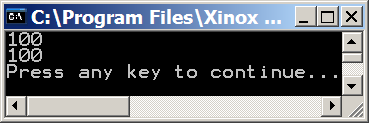 C:\Program Files\Xinox ...
100
100
Press any key to continue...